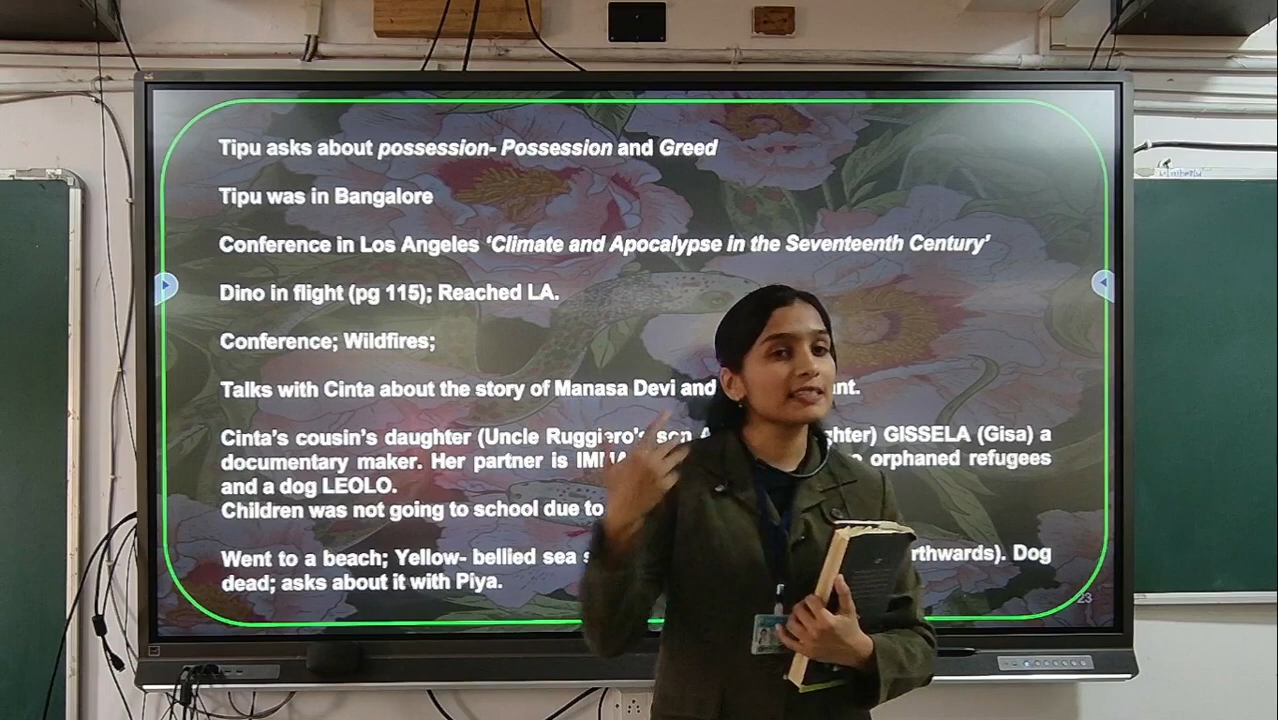 Tipu asks about possession- Possession and Greed
Tipu was in Bangalore
Conference in Los Angeles ‘Climate and Apocalypse in the Seventeenth Century’
Dino in flight (pg 115); Reached LA.
Conference; Wildfires;
Talks with Cinta about the story of Manasa Devi and
Cinta’s cousin’s daughter (Uncle Ruggiero’s son GISSELA (Gisa) a
documentary maker. Her partner is orphaned refugees
and a dog LEOLO.
Children was not going to school due to
Went to a beach; Yellow- bellied sea Dog
dead; asks about it with Piya.
23